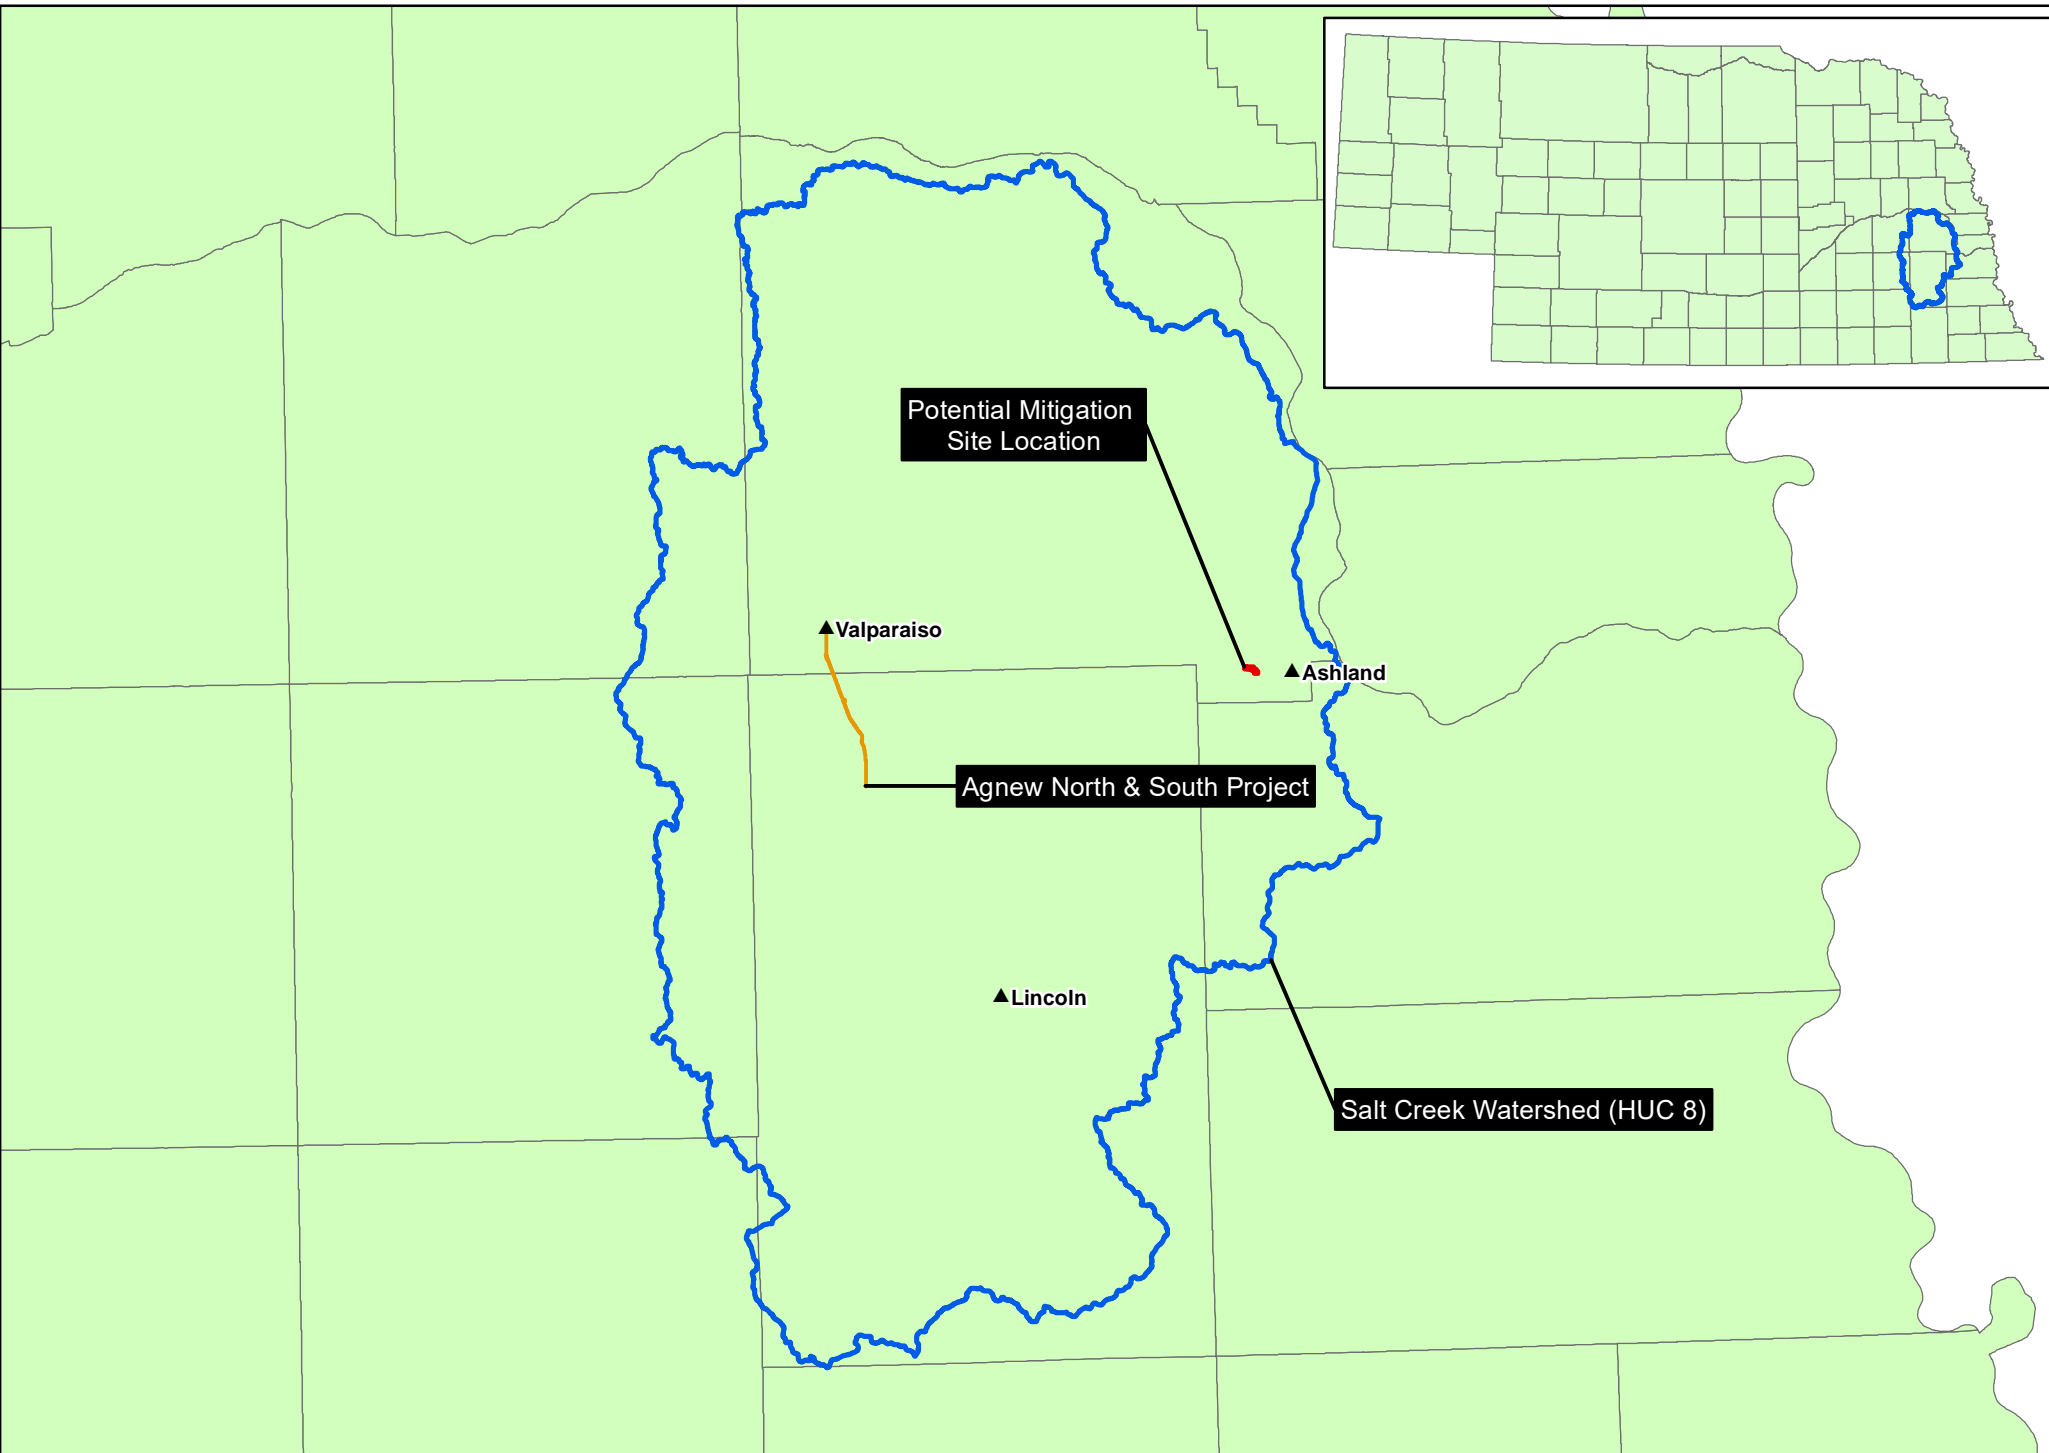 Potential Mitigation
Site Location
Valparaiso
Ashland
Agnew North & South Project
Lincoln
Salt Creek Watershed (HUC 8)